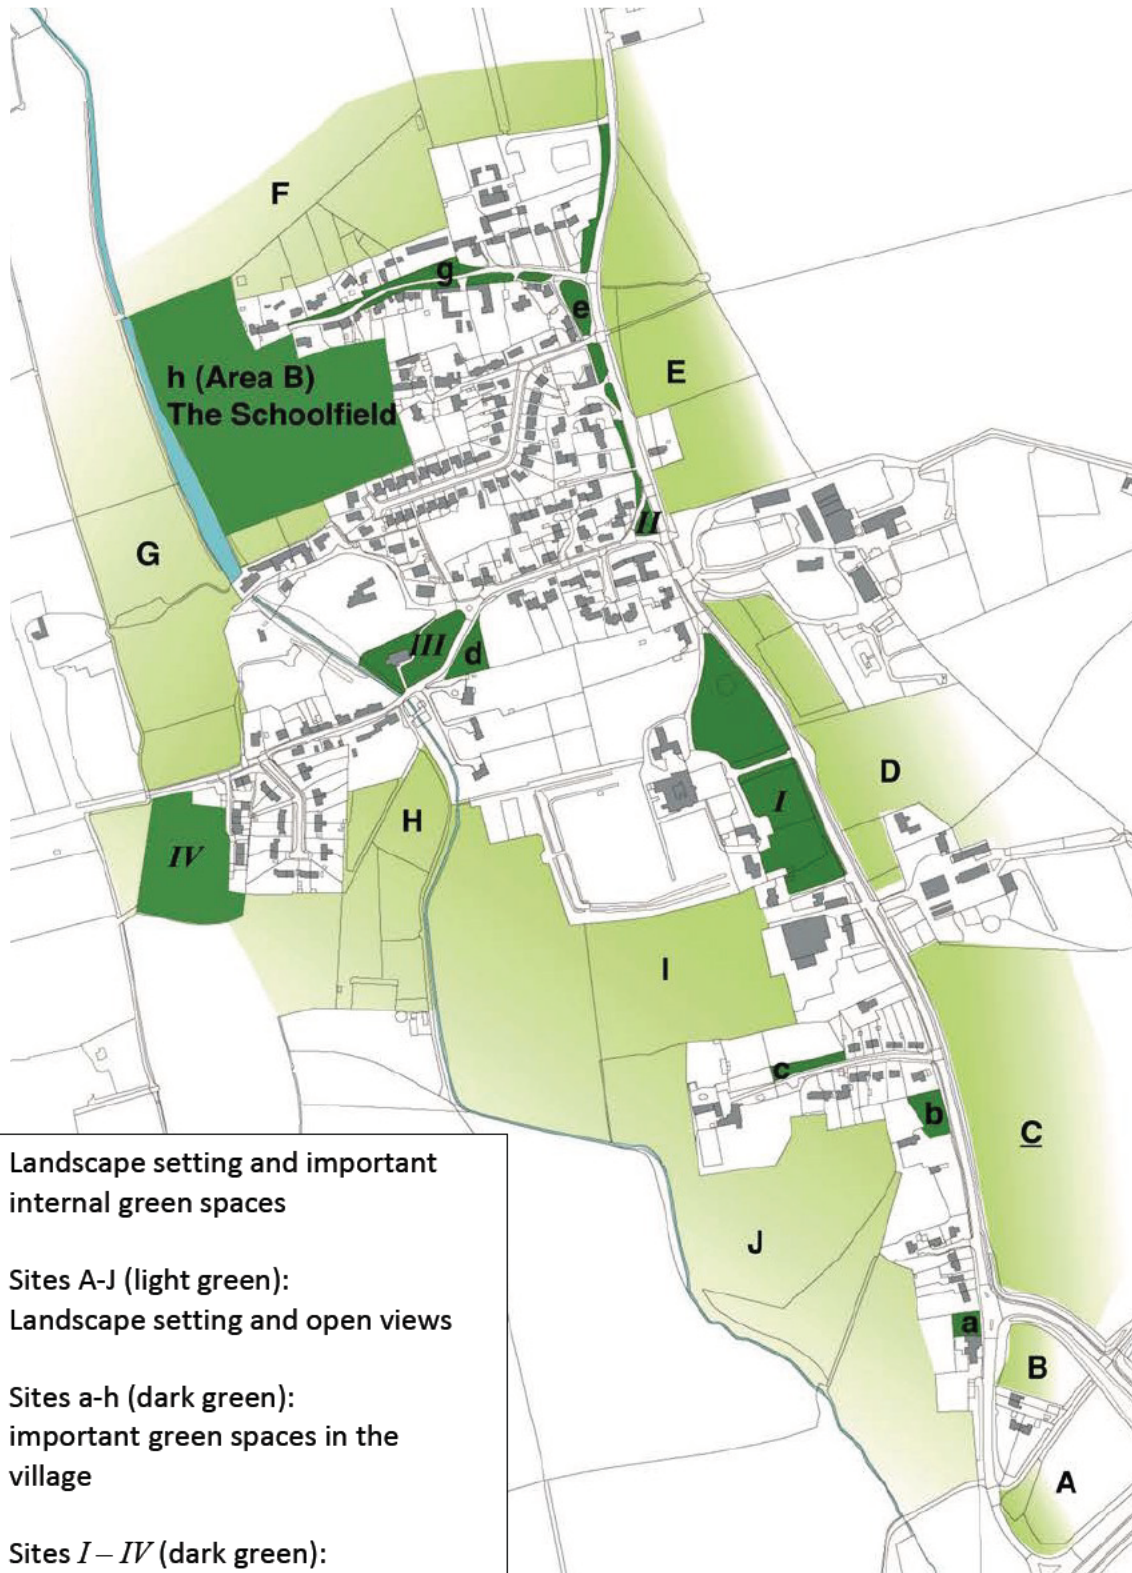 F
g
e
h (Area B)
The Schoolfield
E
II
G
III
d
D
I
H
IV
I
c
b
C
J
a
B
A
Landscape setting and important
internal green spaces
Sites A-J (light green):
Landscape setting and open views
Sites a-h (dark green):
important green spaces in the
village
Sites I – IV (dark green):